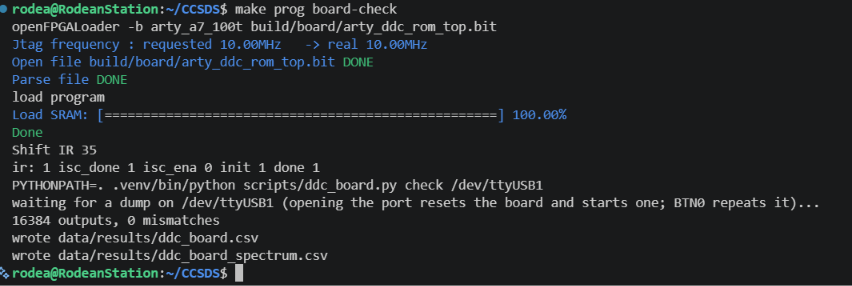 rodea@RodeanStation:~/CCSDS$ make prog board-check
openFPGALoader -b arty_a7_100t build/board/arty_ddc_rom_top.bit
Jtag frequency : requested 10.00MHz   -> real 10.00MHz
Open file build/board/arty_ddc_rom_top.bit DONE
Parse file DONE
load program
Load SRAM: [==================================================] 100.00%
Done
Shift IR 35
ir: 1 isc_done 1 isc_ena 0 init 1 done 1
PYTHONPATH=. .venv/bin/python scripts/ddc_board.py check /dev/ttyUSB1
waiting for a dump on /dev/ttyUSB1 (opening the port resets the board and starts one; BTN0 repeats it)...
16384 outputs, 0 mismatches
wrote data/results/ddc_board.csv
wrote data/results/ddc_board_spectrum.csv
rodea@RodeanStation:~/CCSDS$